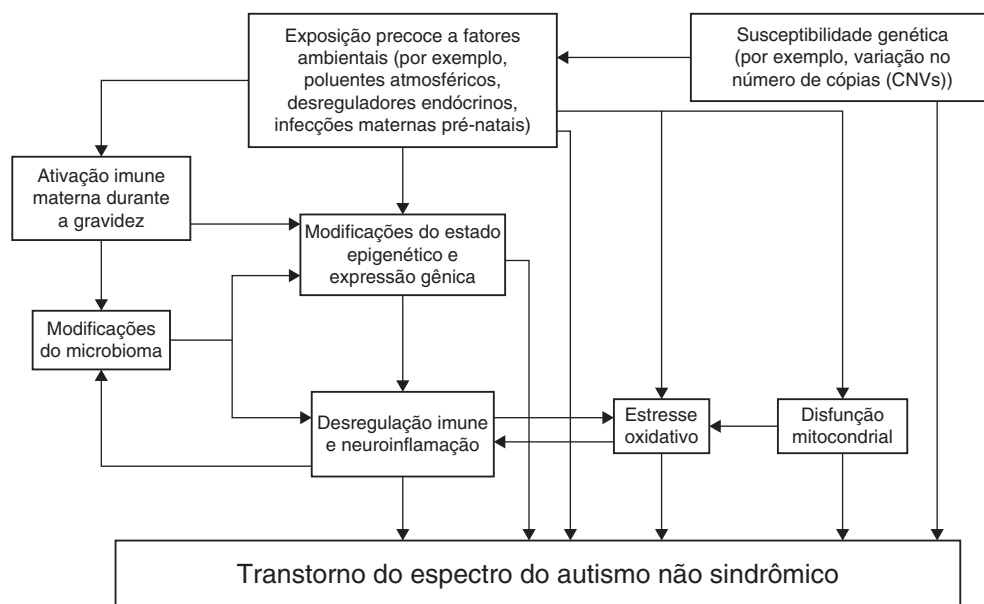 Exposição precoce a fatores
ambientais (por exemplo,
poluentes atmosféricos,
desreguladores endócrinos,
infecções maternas pré-natais)
Susceptibilidade genética
(por exemplo, variação no
número de cópias (CNVs))
Ativação imune
materna durante
a gravidez
Modificações do estado
epigenético e
expressão gênica
Modificações
do microbioma
Desregulação imune
e neuroinflamação
Estresse
oxidativo
Disfunção
mitocondrial
Transtorno do espectro do autismo não sindrômico